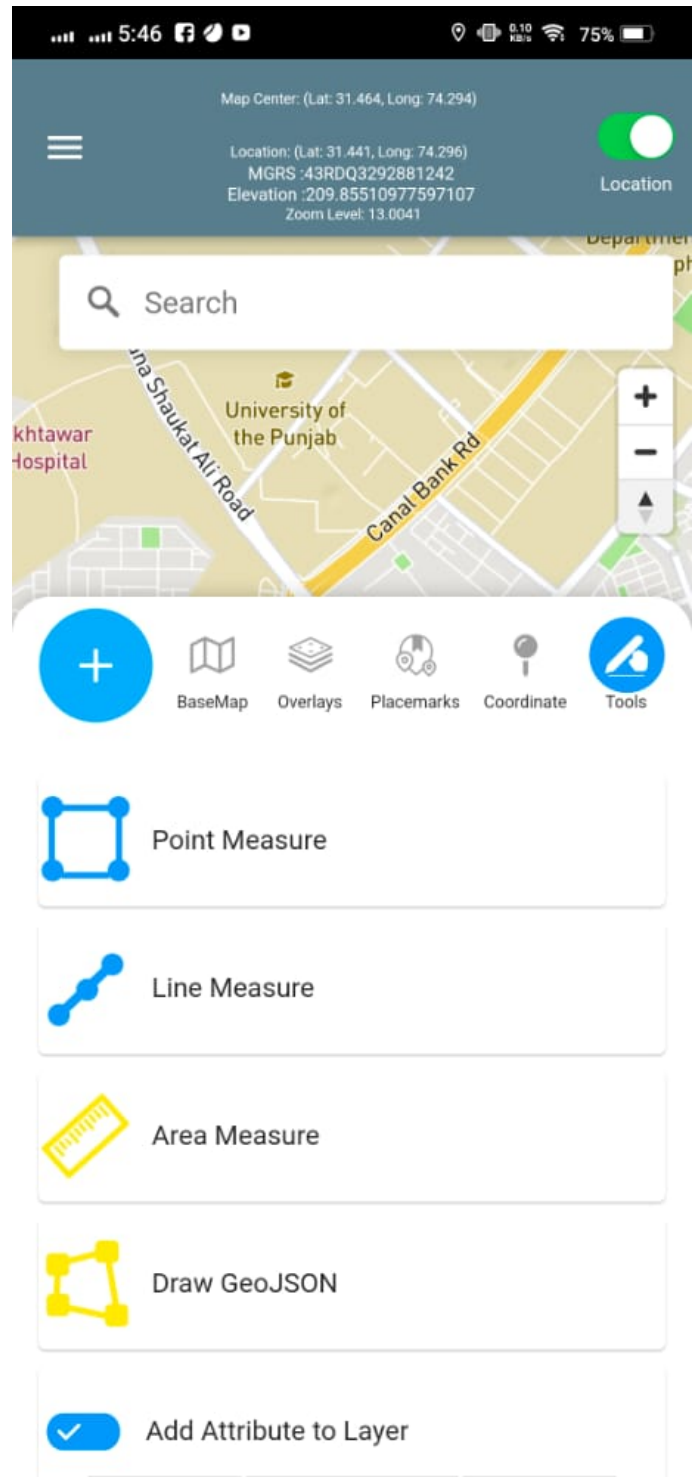 5:46
0.10
KB/s
75%
Map Center: (Lat: 31.464, Long: 74.294)
Location: (Lat: 31.441, Long: 74.296)
MGRS :43RDQ3292881242
Elevation :209.85510977597107
Zoom Level: 13.0041
Location
Search
University of
the Punjab
Shaukat Ali Road
Canal Bank Rd
khtawar
Hospital
+
−
+
BaseMap
Overlays
Placemarks
Coordinate
Tools
Point Measure
Line Measure
Area Measure
Draw GeoJSON
Add Attribute to Layer